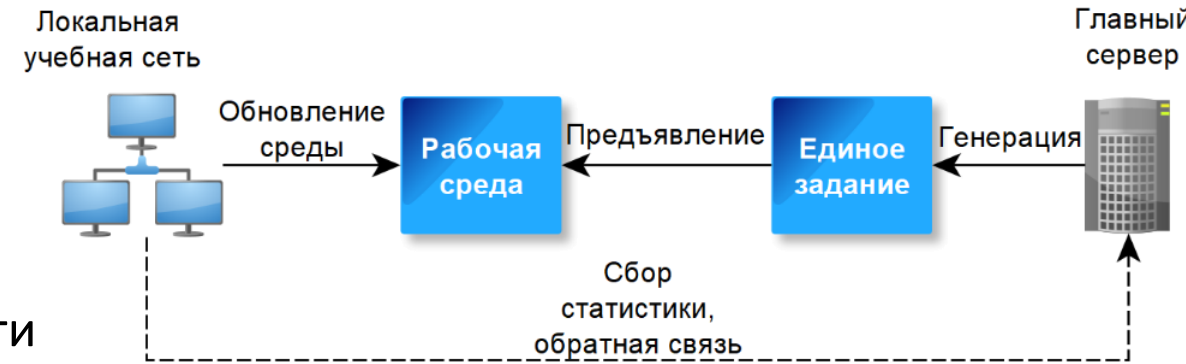 Локальная
учебная сеть
Главный
сервер
Обновление
среды
Рабочая
среда
Предъявление
Единое
задание
Генерация
Сбор
статистики,
обратная связь
ти